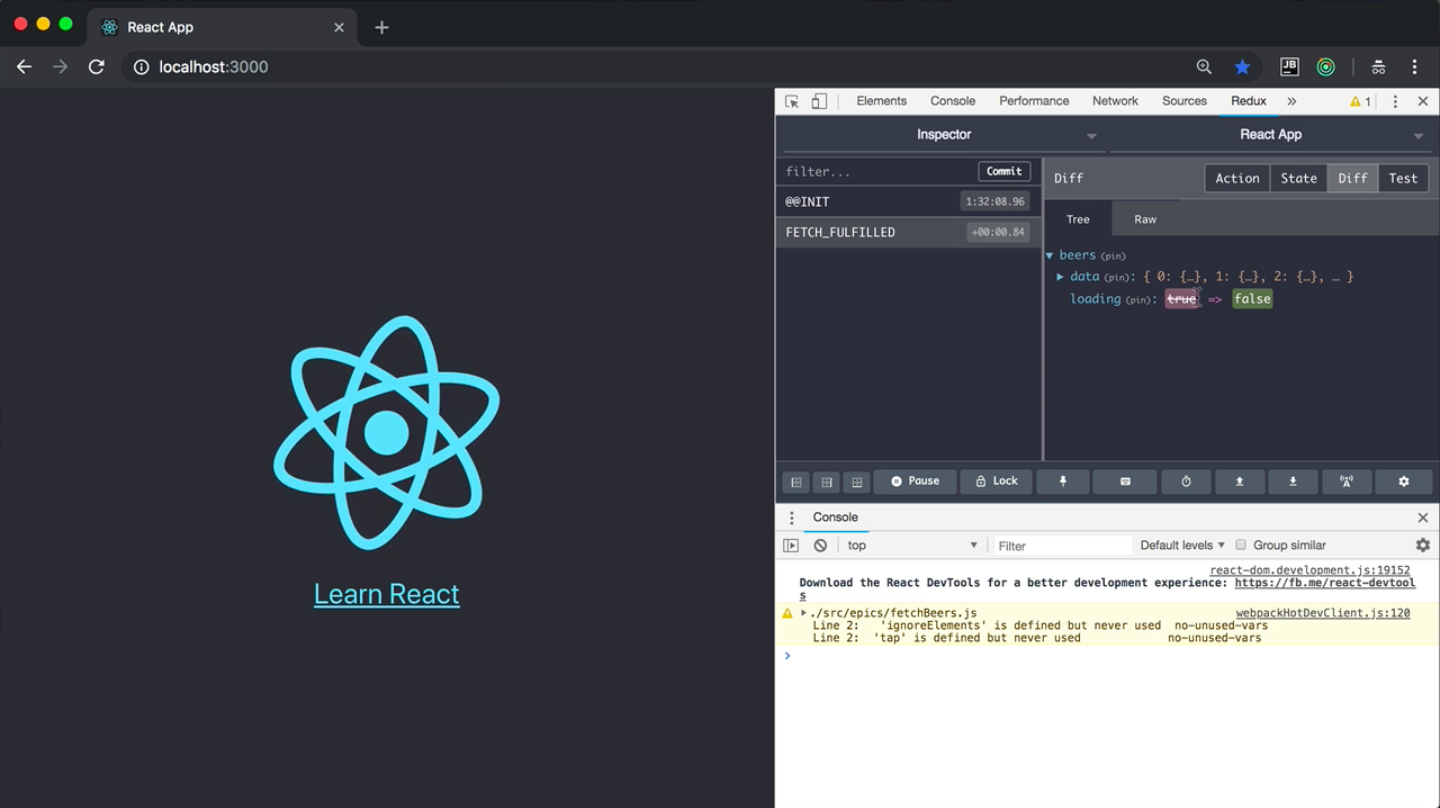 React App
localhost:3000
JB
Elements Console Performance Network Sources Redux » 1
Inspector React App
filter... Commit
@@INIT 1:32:08.96
FETCH_FULFILLED +00:00.84
Diff Action State Diff Test
Tree Raw
beers (pin)
data (pin): { 0: {…}, 1: {…}, 2: {…}, … }
loading (pin): true => false
Pause Lock
Learn React
Console
top Filter Default levels Group similar
react-dom.development.js:19152
Download the React DevTools for a better development experience: https://fb.me/react-devtool
s
./src/epics/fetchBeers.js webpackHotDevClient.js:120
Line 2: 'ignoreElements' is defined but never used no-unused-vars
Line 2: 'tap' is defined but never used no-unused-vars